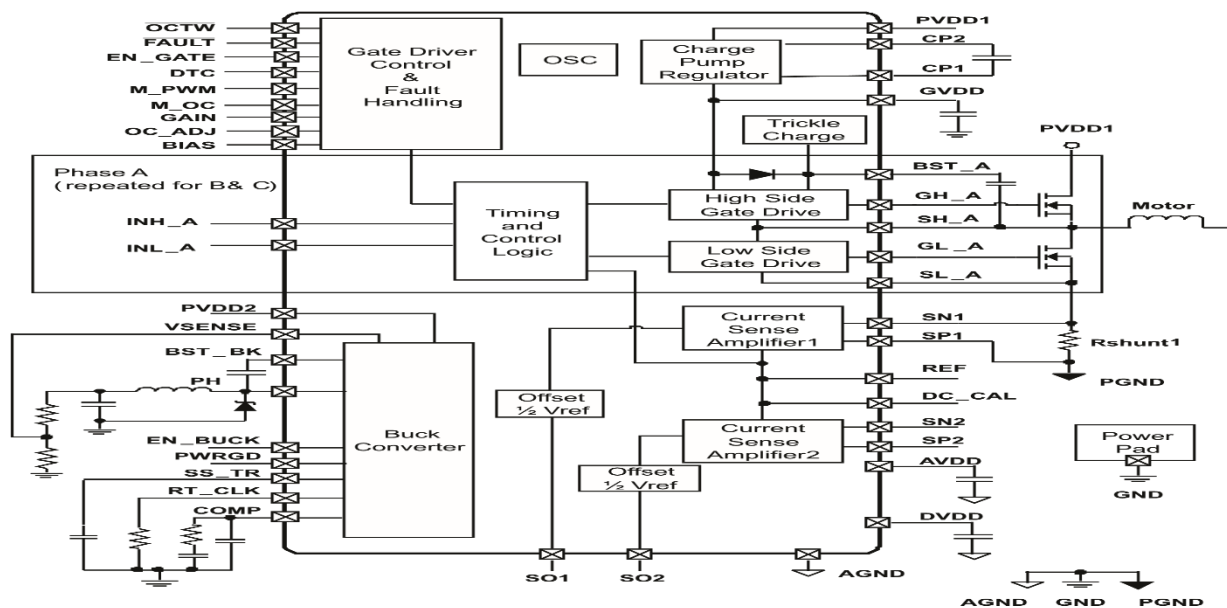 OCTW
FAULT
EN_GATE
DTC
M_PWM
M_OC
GAIN
OC_ADJ
BIAS
Gate Driver
Control
&
Fault
Handling
OSC
Charge
Pump
Regulator
PVDD1
CP2
CP1
GVDD
Trickle
Charge
PVDD1
Phase A
(repeated for B& C)
INH_A
INL_A
Timing
and
Control
Logic
High Side
Gate Drive
Low Side
Gate Drive
BST_A
GH_A
SH_A
GL_A
SL_A
Motor
PVDD2
VSENSE
BST_BK
PH
EN_BUCK
PWRGD
SS_TR
RT_CLK
COMP
Buck
Converter
Current
Sense
Amplifier1
Offset
½ Vref
Current
Sense
Amplifier2
Offset
½ Vref
SN1
SP1
Rshunt1
PGND
REF
DC_CAL
SN2
SP2
AVDD
DVDD
Power
Pad
GND
SO1
SO2
AGND
AGND
GND
PGND